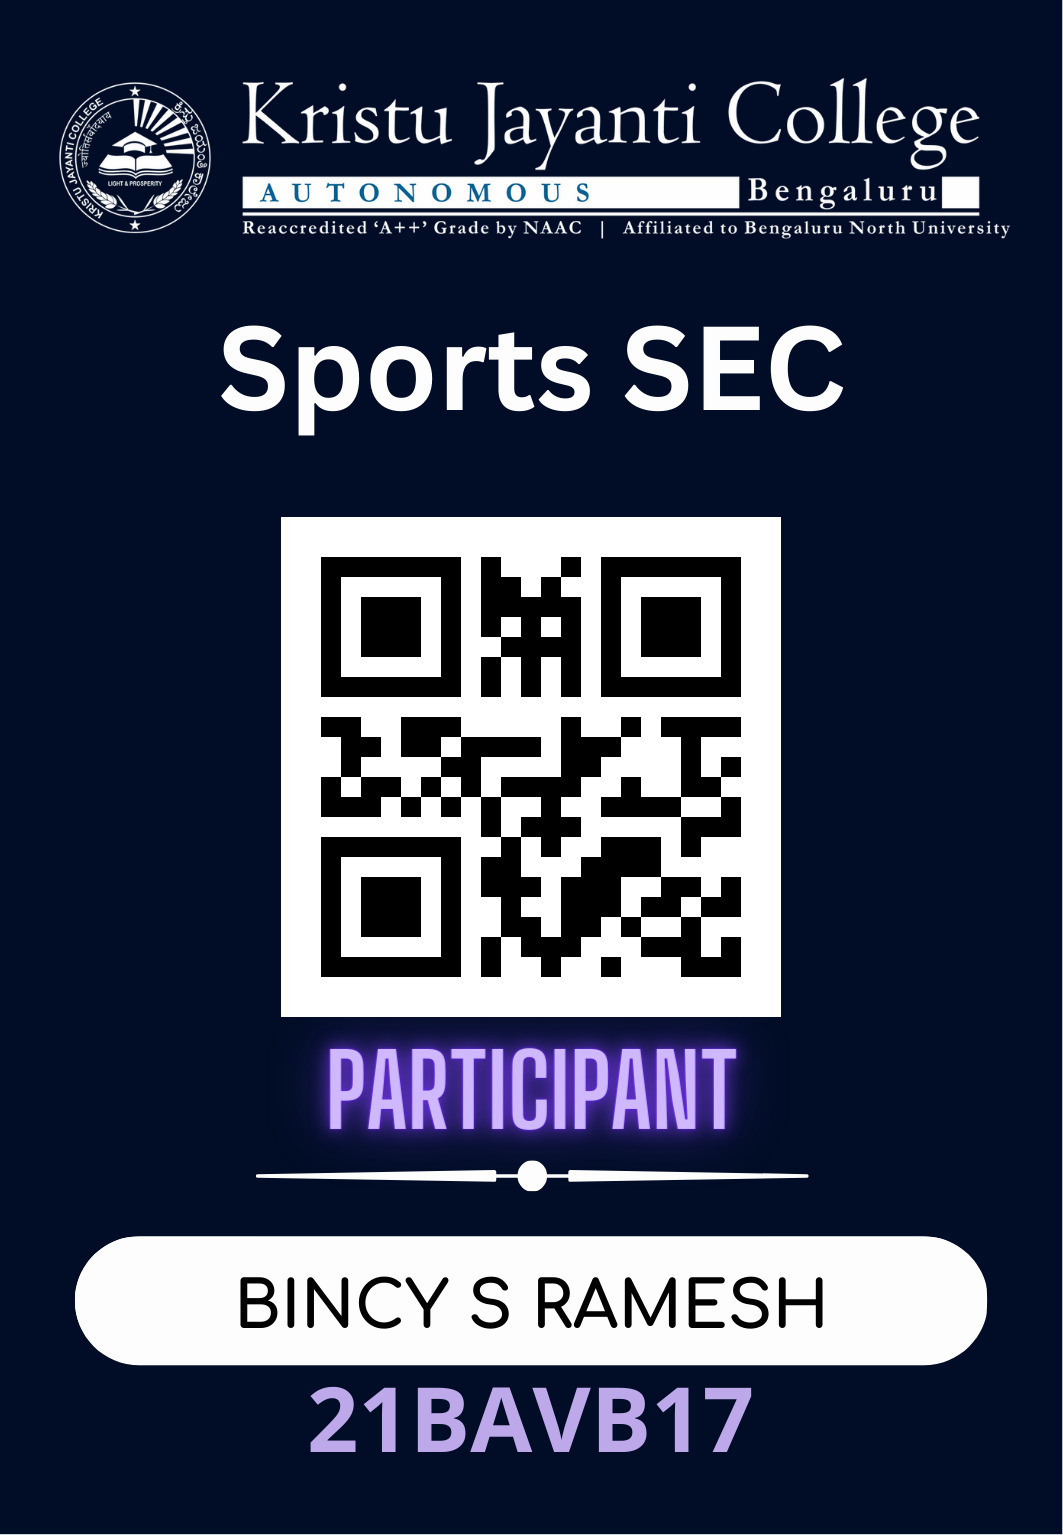 Kristu Jayanti College
AUTONOMOUS Bengaluru
Reaccredited ‘A++’ Grade by NAAC | Affiliated to Bengaluru North University
KRISTU JAYANTI COLLEGE
ಕ್ರಿಸ್ತು ಜಯಂತಿ ಕಾಲೇಜು
LIGHT & PROSPERITY
Sports SEC
PARTICIPANT
BINCY S RAMESH
21BAVB17